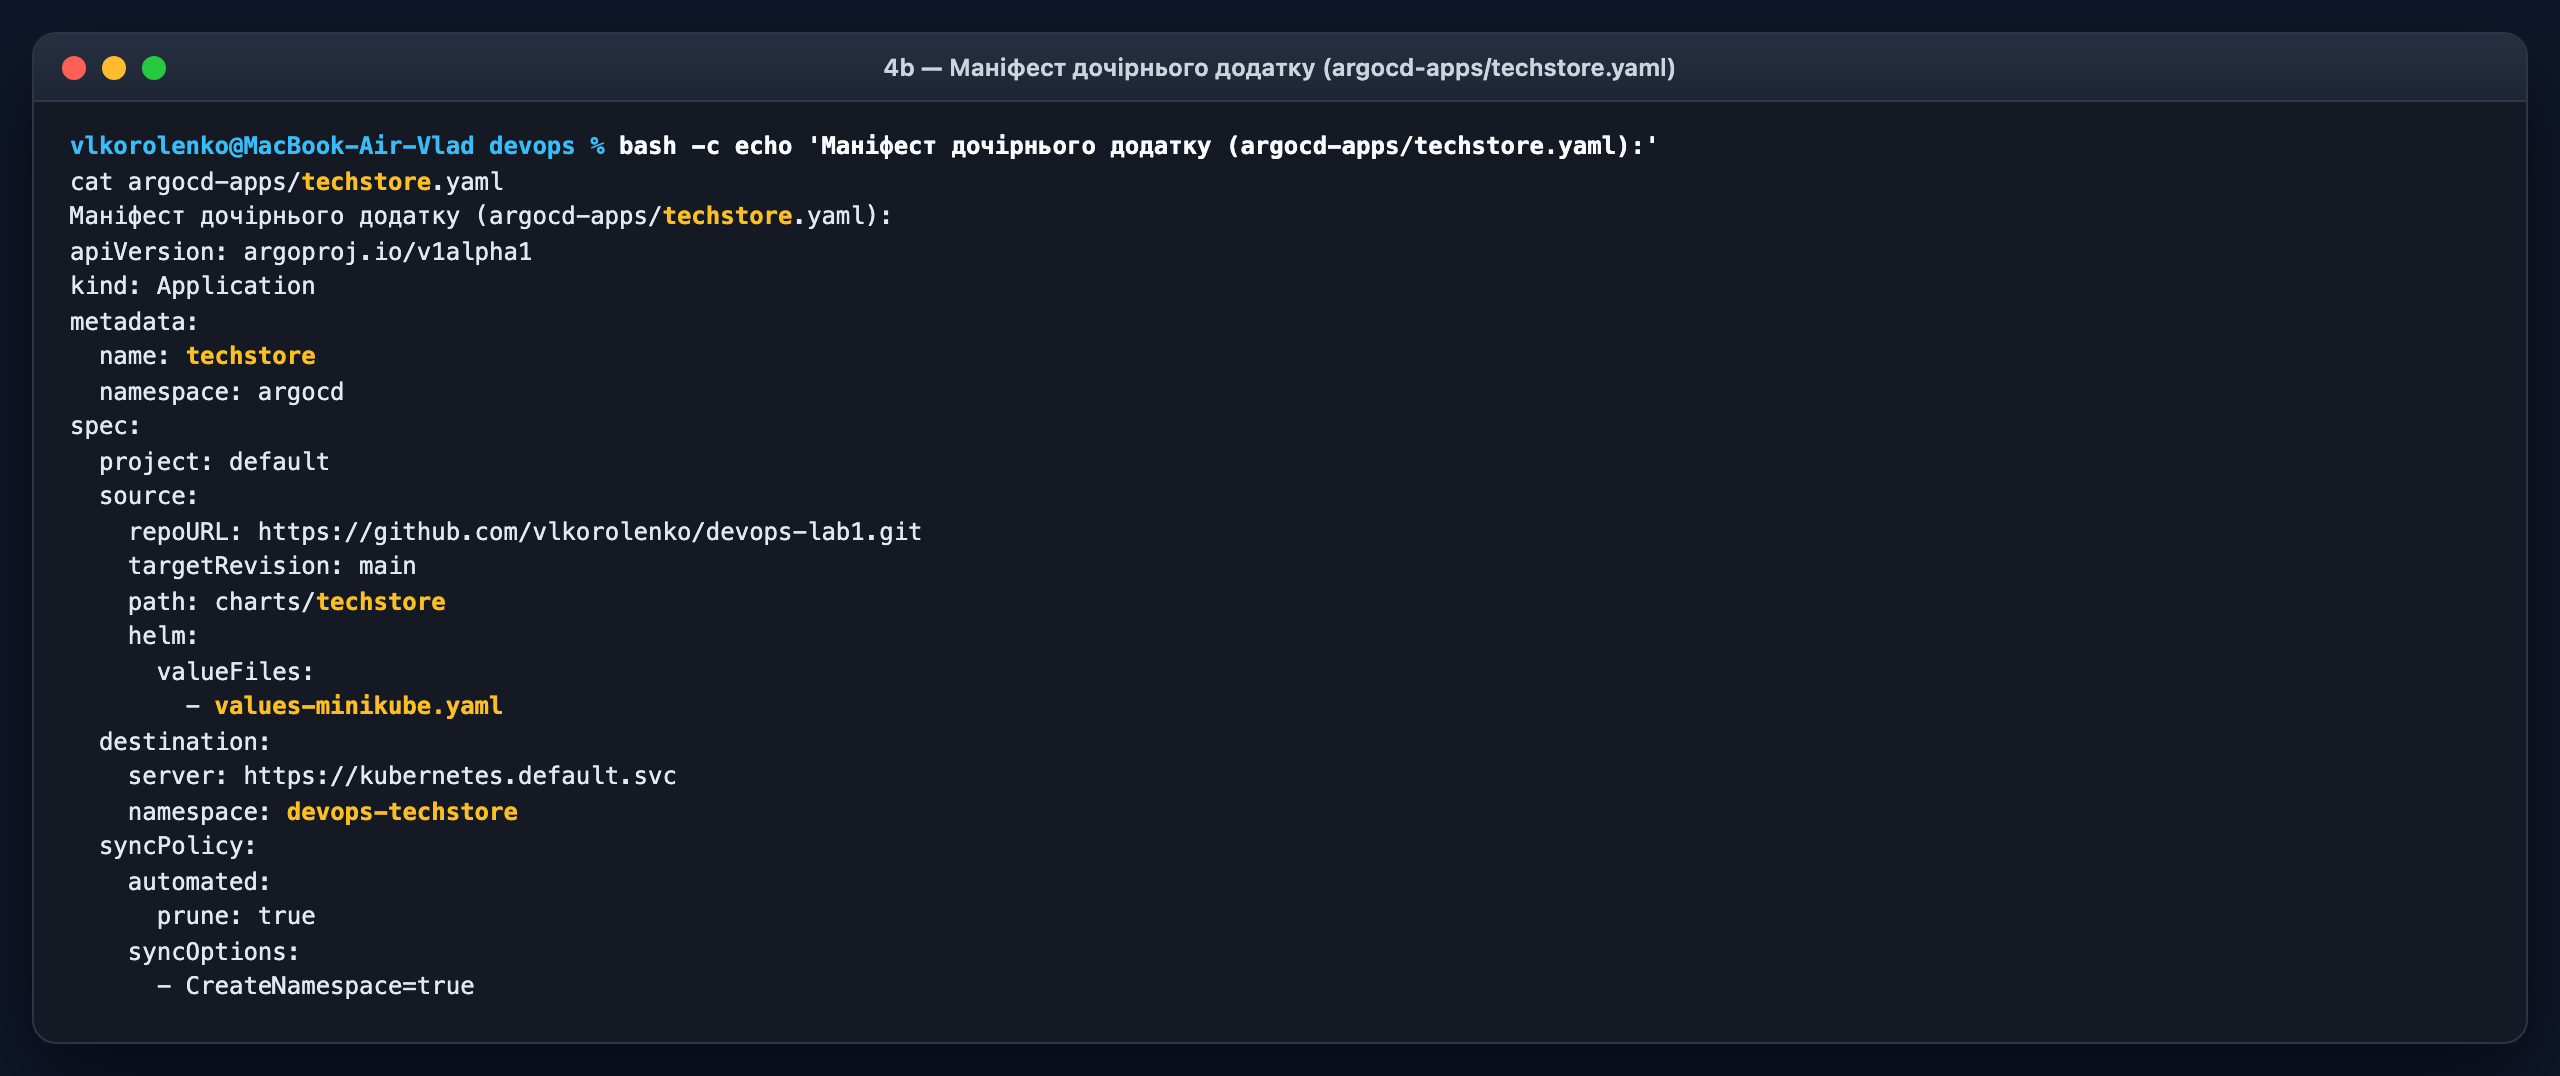 4b — Маніфест дочірнього додатку (argocd-apps/techstore.yaml)
vlkorolenko@MacBook-Air-Vlad devops % bash -c echo 'Маніфест дочірнього додатку (argocd-apps/techstore.yaml):'
cat argocd-apps/techstore.yaml
Маніфест дочірнього додатку (argocd-apps/techstore.yaml):
apiVersion: argoproj.io/v1alpha1
kind: Application
metadata:
  name: techstore
  namespace: argocd
spec:
  project: default
  source:
    repoURL: https://github.com/vlkorolenko/devops-lab1.git
    targetRevision: main
    path: charts/techstore
    helm:
      valueFiles:
        - values-minikube.yaml
  destination:
    server: https://kubernetes.default.svc
    namespace: devops-techstore
  syncPolicy:
    automated:
      prune: true
    syncOptions:
      - CreateNamespace=true